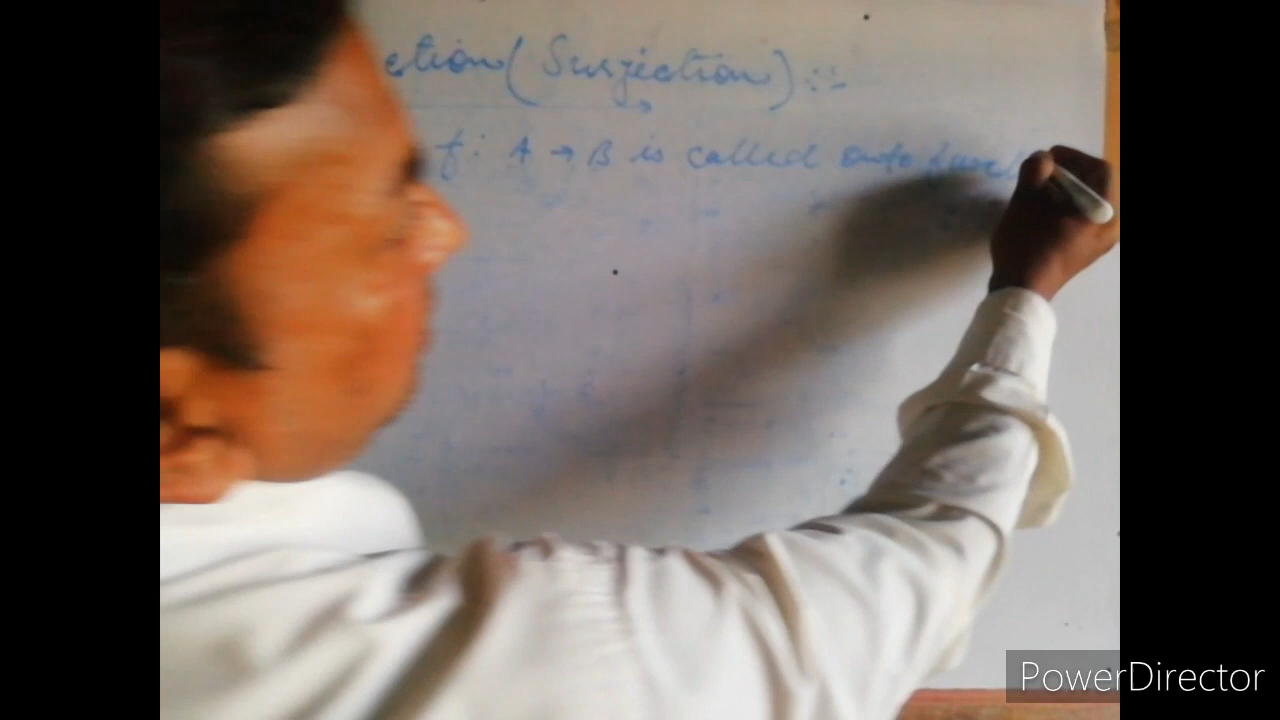 ction (Surjection) :-
f: A → B is called onto func
PowerDirector